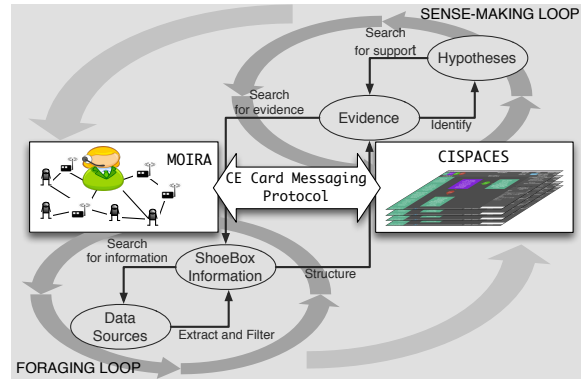 SENSE-MAKING LOOP
Search
for support
Hypotheses
Search
for evidence
Evidence
Identify
MOIRA
CE Card Messaging
Protocol
CISPACES
Search
for information
ShoeBox
Information
Structure
Data
Sources
Extract and Filter
FORAGING LOOP